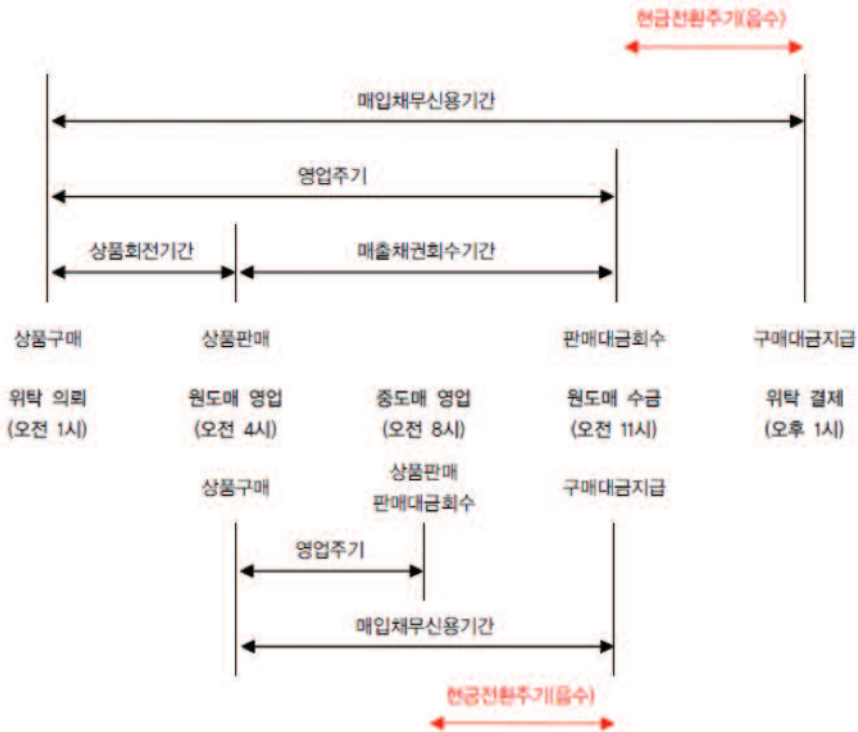 현금전환주기(음수)
매입채무신용기간
영업주기
상품회전기간 매출채권회수기간
상품구매 상품판매 판매대금회수 구매대금지급
위탁 의뢰 원도매 영업 중도매 영업 원도매 수금 위탁 결제
(오전 1시) (오전 4시) (오전 8시) (오전 11시) (오후 1시)
상품구매 상품판매 구매대금지급
판매대금회수
영업주기
매입채무신용기간
현금전환주기(음수)